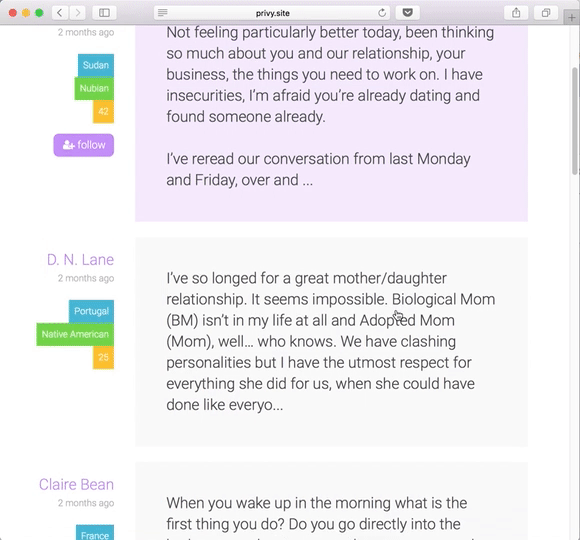 privy.site
2 months ago
Sudan
Nubian
42
follow
Not feeling particularly better today, been thinking
so much about you and our relationship, your
business, the things you need to work on. I have
insecurities, I’m afraid you’re already dating and
found someone already.
I’ve reread our conversation from last Monday
and Friday, over and ...
D. N. Lane
2 months ago
Portugal
Native American
25
I’ve so longed for a great mother/daughter
relationship. It seems impossible. Biological Mom
(BM) isn’t in my life at all and Adopted Mom
(Mom), well… who knows. We have clashing
personalities but I have the utmost respect for
everything she did for us, when she could have
done like everyo...
Claire Bean
2 months ago
France
When you wake up in the morning what is the
first thing you do? Do you go directly into the